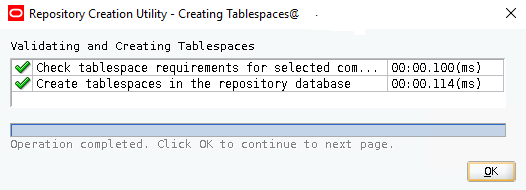 Repository Creation Utility - Creating Tablespaces@
Validating and Creating Tablespaces
Check tablespace requirements for selected com... 00:00.100(ms)
Create tablespaces in the repository database 00:00.114(ms)
Operation completed. Click OK to continue to next page.
OK